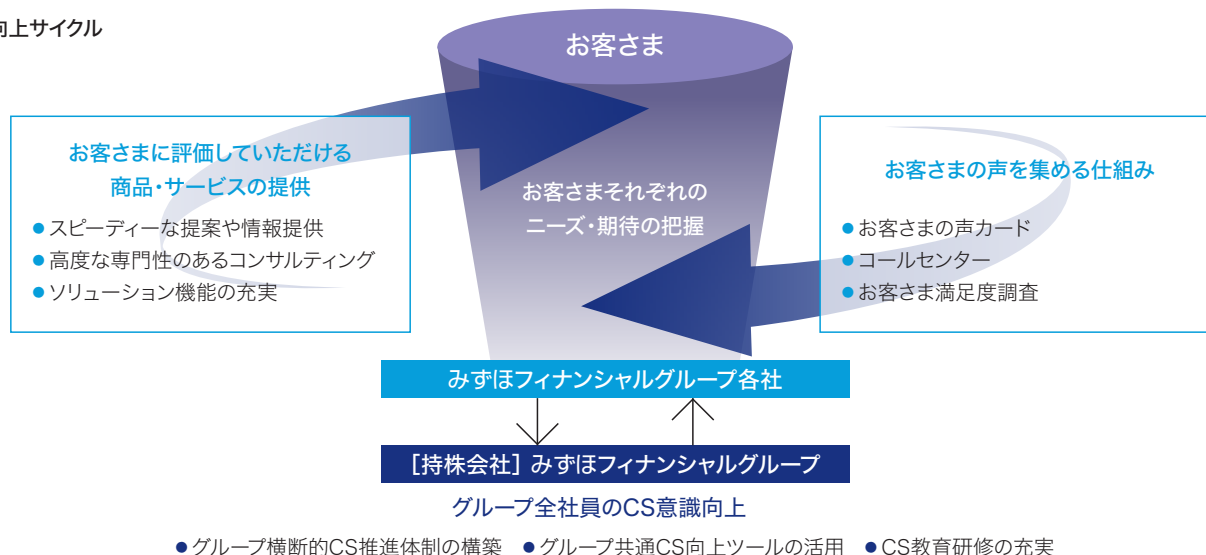 向上サイクル
お客さま
お客さまに評価していただける
商品・サービスの提供
●スピーディーな提案や情報提供
●高度な専門性のあるコンサルティング
●ソリューション機能の充実
お客さまそれぞれの
ニーズ・期待の把握
お客さまの声を集める仕組み
●お客さまの声カード
●コールセンター
●お客さま満足度調査
みずほフィナンシャルグループ各社
［持株会社］みずほフィナンシャルグループ
グループ全社員のCS意識向上
●グループ横断的CS推進体制の構築 ●グループ共通CS向上ツールの活用 ●CS教育研修の充実